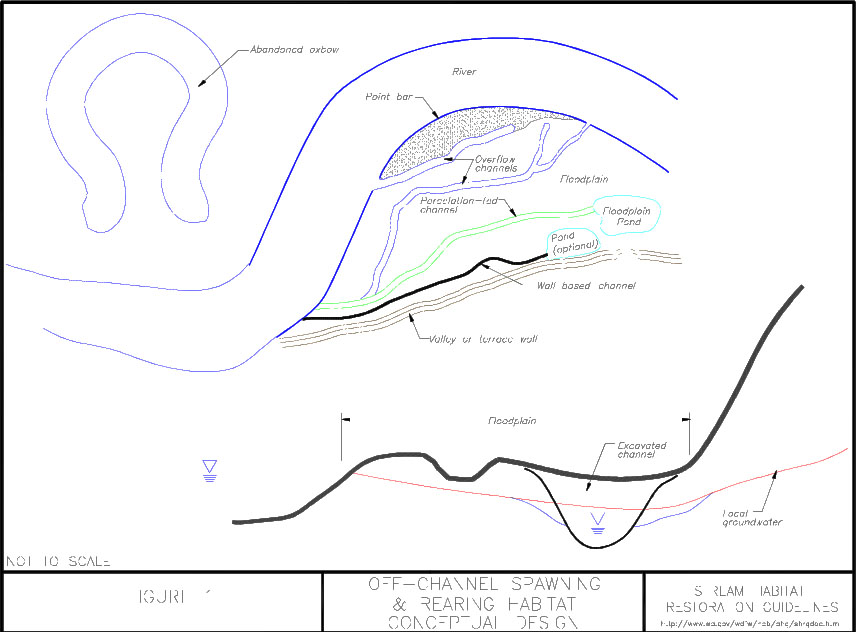 Abandoned oxbow
River
Point bar
Overflow
channels
Floodplain
Percolation-fed
channel
Floodplain
Pond
Pond
(optional)
Wall based channel
Valley or terrace wall
Floodplain
Excavated
channel
Local
groundwater
NOT TO SCALE
OFF-CHANNEL SPAWNING
& REARING HABITAT
CONCEPTUAL DESIGN
STREAM HABITAT
RESTORATION GUIDELINES